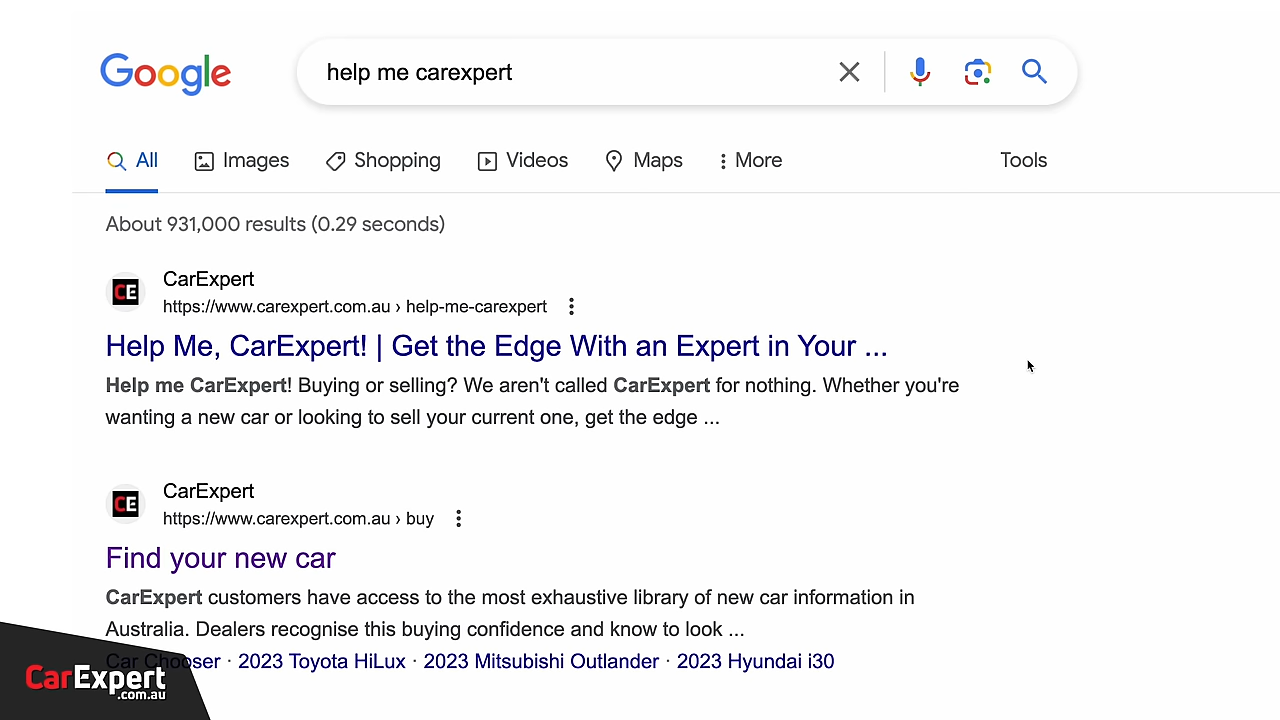 Google
help me carexpert
All Images Shopping Videos Maps More Tools
About 931,000 results (0.29 seconds)
CE
CarExpert
https://www.carexpert.com.au › help-me-carexpert
Help Me, CarExpert! | Get the Edge With an Expert in Your ...
Help me CarExpert! Buying or selling? We aren't called CarExpert for nothing. Whether you're
wanting a new car or looking to sell your current one, get the edge ...
CE
CarExpert
https://www.carexpert.com.au › buy
Find your new car
CarExpert customers have access to the most exhaustive library of new car information in
Australia. Dealers recognise this buying confidence and know to look ...
Car Chooser · 2023 Toyota HiLux · 2023 Mitsubishi Outlander · 2023 Hyundai i30
CarExpert
.com.au